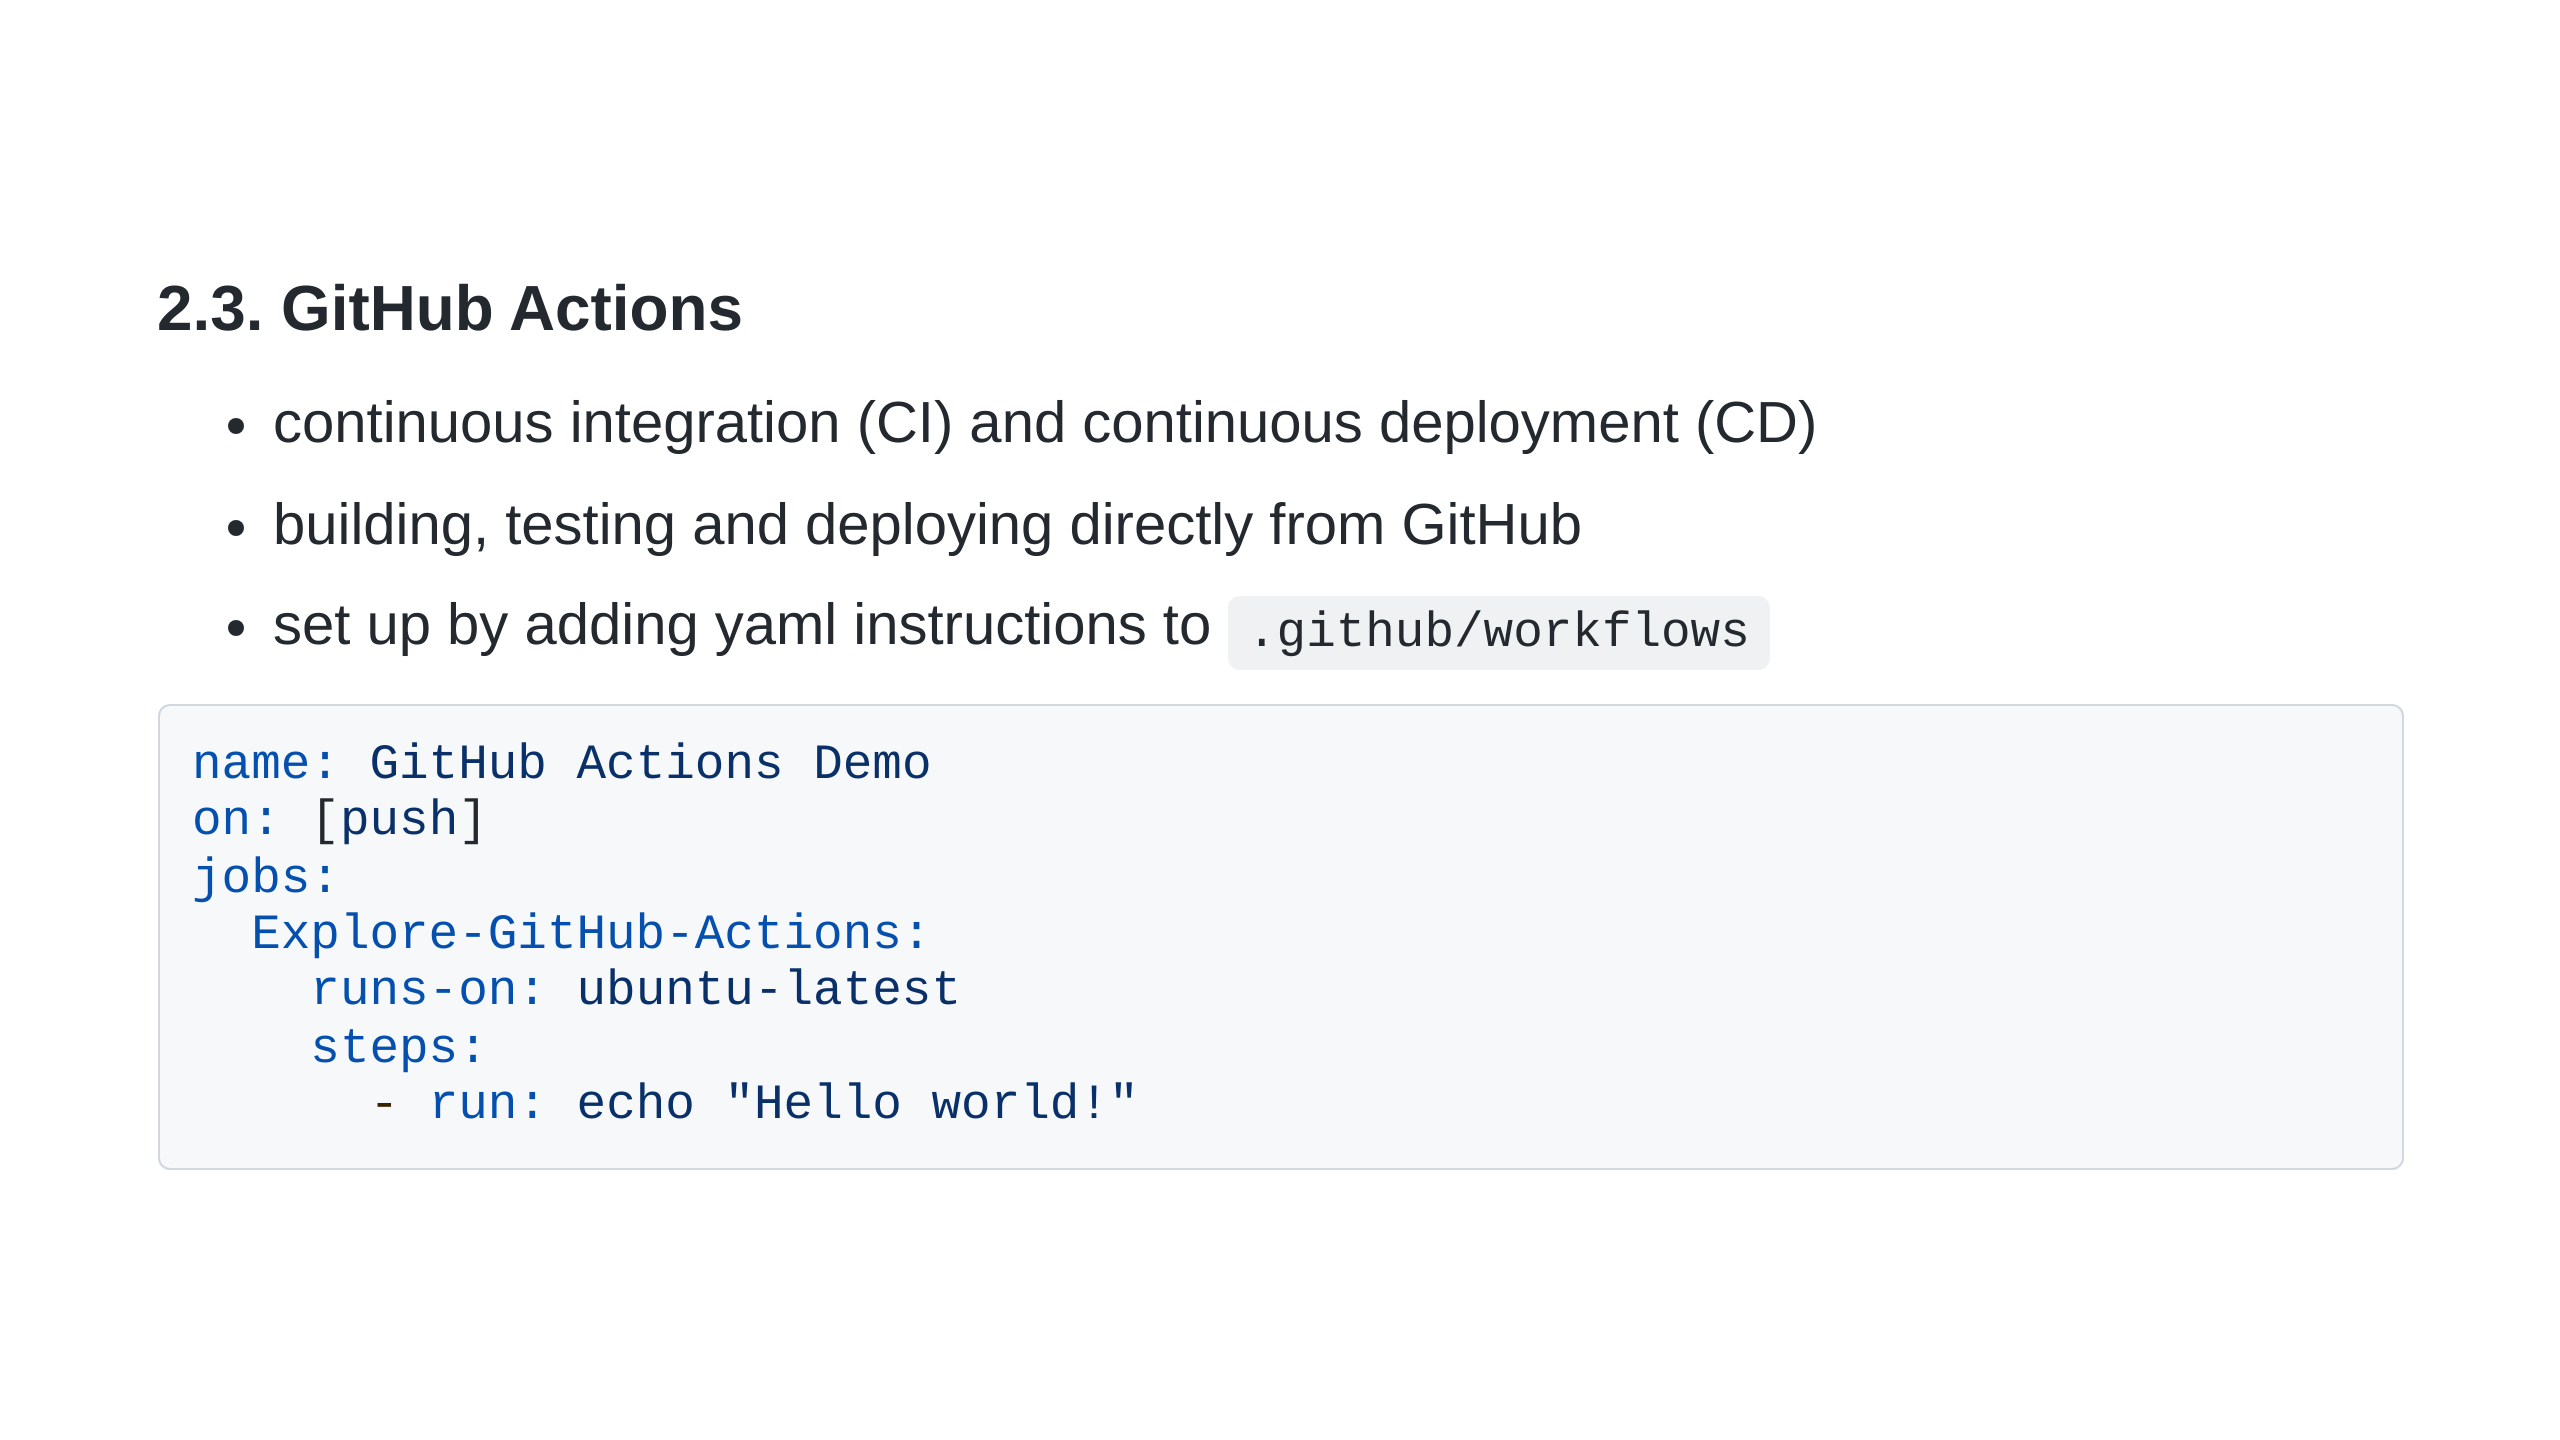 2.3. GitHub Actions
• continuous integration (CI) and continuous deployment (CD)
• building, testing and deploying directly from GitHub
• set up by adding yaml instructions to .github/workflows
name: GitHub Actions Demo
on: [push]
jobs:
  Explore-GitHub-Actions:
    runs-on: ubuntu-latest
    steps:
      - run: echo "Hello world!"